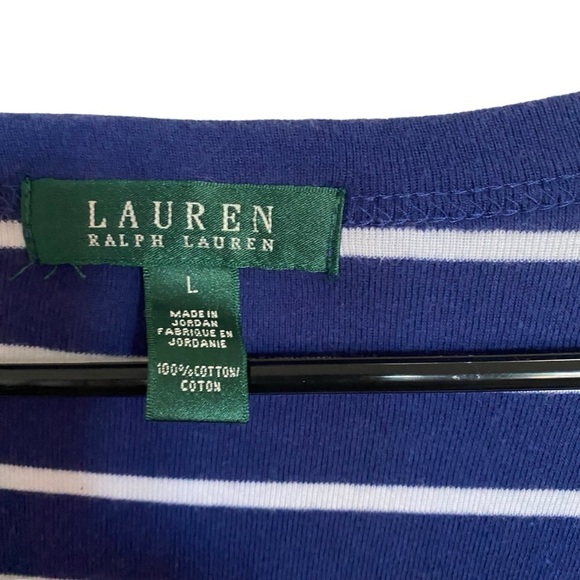 LAUREN
RALPH LAUREN
L
MADE IN
JORDAN
FABRIQUE EN
JORDANIE
100%COTTON/
COTON